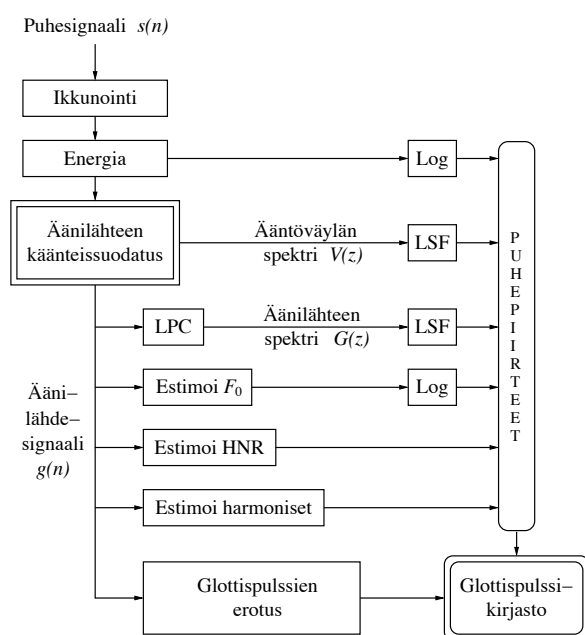 Puhesignaali s(n)
Ikkunointi
Energia
Log
Äänilähteen
käänteissuodatus
Ääntöväylän
spektri V(z)
LSF
LPC
Äänilähteen
spektri G(z)
LSF
Ääni–
lähde–
signaali
g(n)
Estimoi F₀
Log
Estimoi HNR
Estimoi harmoniset
PUHEPIIRTEET
Glottispulssien
erotus
Glottispulssi–
kirjasto